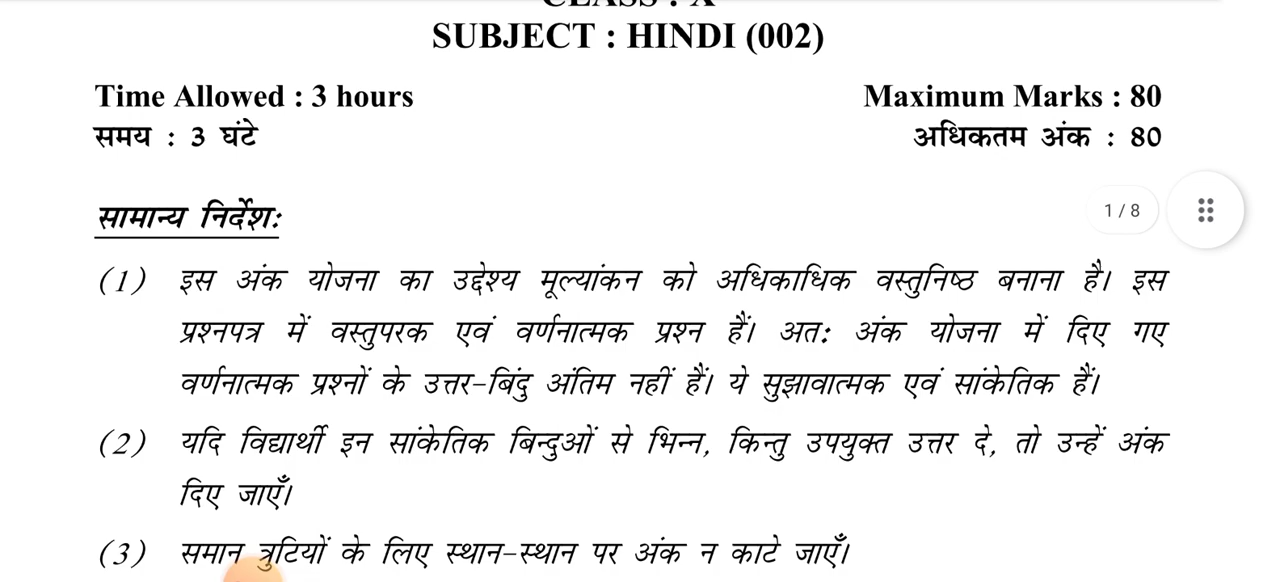 CLASS : X
SUBJECT : HINDI (002)
Time Allowed : 3 hours Maximum Marks : 80
समय : 3 घंटे अधिकतम अंक : 80
सामान्य निर्देशः
1 / 8
(1) इस अंक योजना का उद्देश्य मूल्यांकन को अधिकाधिक वस्तुनिष्ठ बनाना है। इस
प्रश्नपत्र में वस्तुपरक एवं वर्णनात्मक प्रश्न हैं। अतः अंक योजना में दिए गए
वर्णनात्मक प्रश्नों के उत्तर-बिंदु अंतिम नहीं हैं। ये सुझावात्मक एवं सांकेतिक हैं।
(2) यदि विद्यार्थी इन सांकेतिक बिन्दुओं से भिन्न, किन्तु उपयुक्त उत्तर दे, तो उन्हें अंक
दिए जाएँ।
(3) समान त्रुटियों के लिए स्थान-स्थान पर अंक न काटे जाएँ।